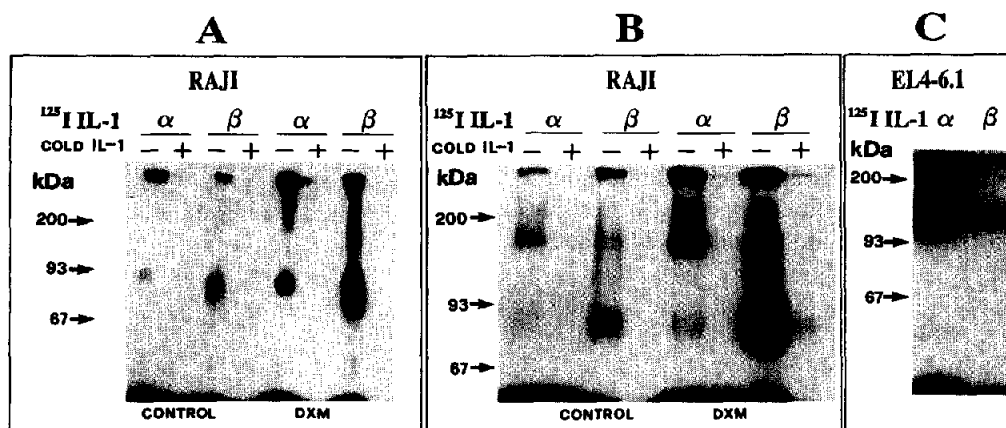 A
RAJI
¹²⁵I IL-1 α β α β
COLD IL-1 − + − + − + − +
kDa
200
93
67
CONTROL DXM
B
RAJI
¹²⁵I IL-1 α β α β
COLD IL-1 − + − + − + − +
kDa
200
93
67
CONTROL DXM
C
EL4-6.1
¹²⁵I IL-1 α β
kDa
200
93
67